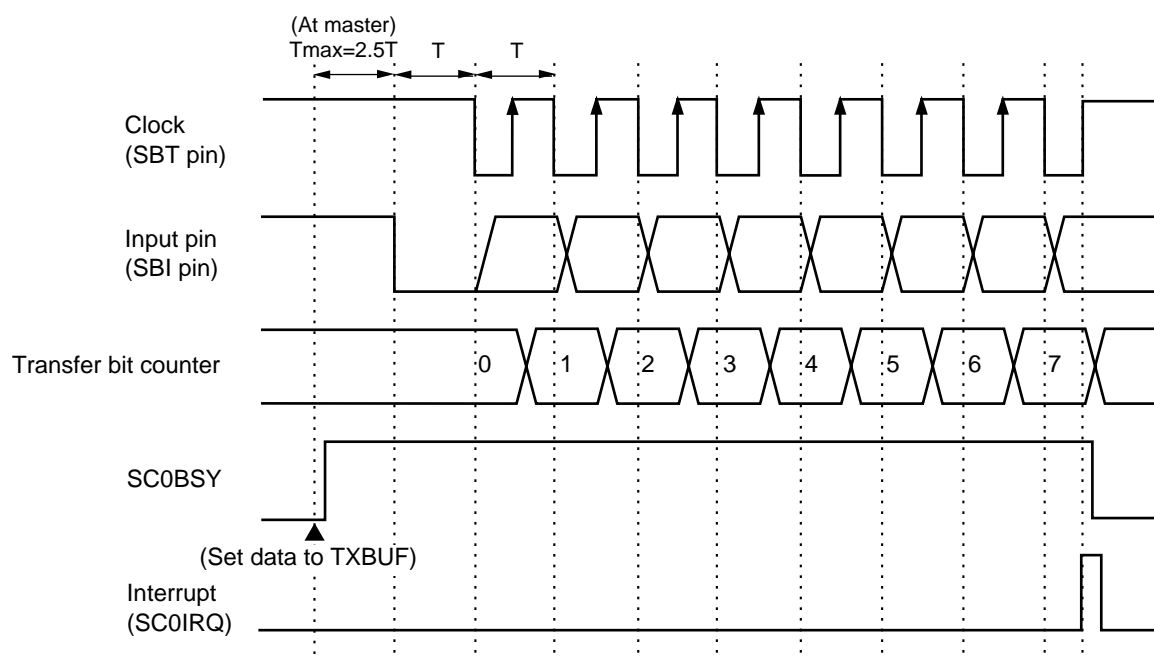 (At master)
Tmax=2.5T
T
T
Clock
(SBT pin)
Input pin
(SBI pin)
Transfer bit counter
0 1 2 3 4 5 6 7
SC0BSY
(Set data to TXBUF)
Interrupt
(SC0IRQ)